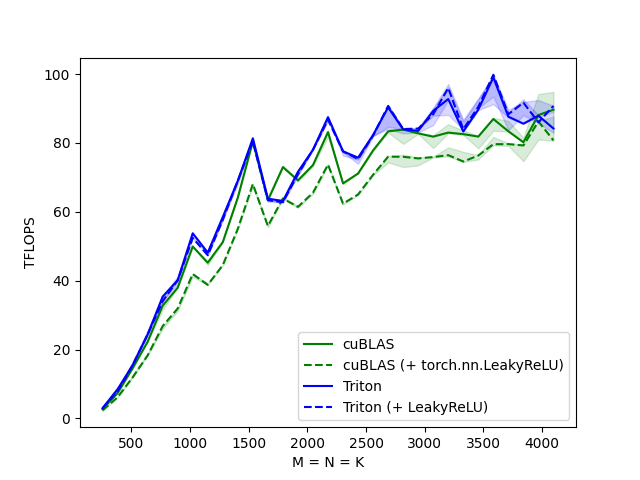 100
80
60
40
20
0
TFLOPS
500 1000 1500 2000 2500 3000 3500 4000
M = N = K
cuBLAS
cuBLAS (+ torch.nn.LeakyReLU)
Triton
Triton (+ LeakyReLU)